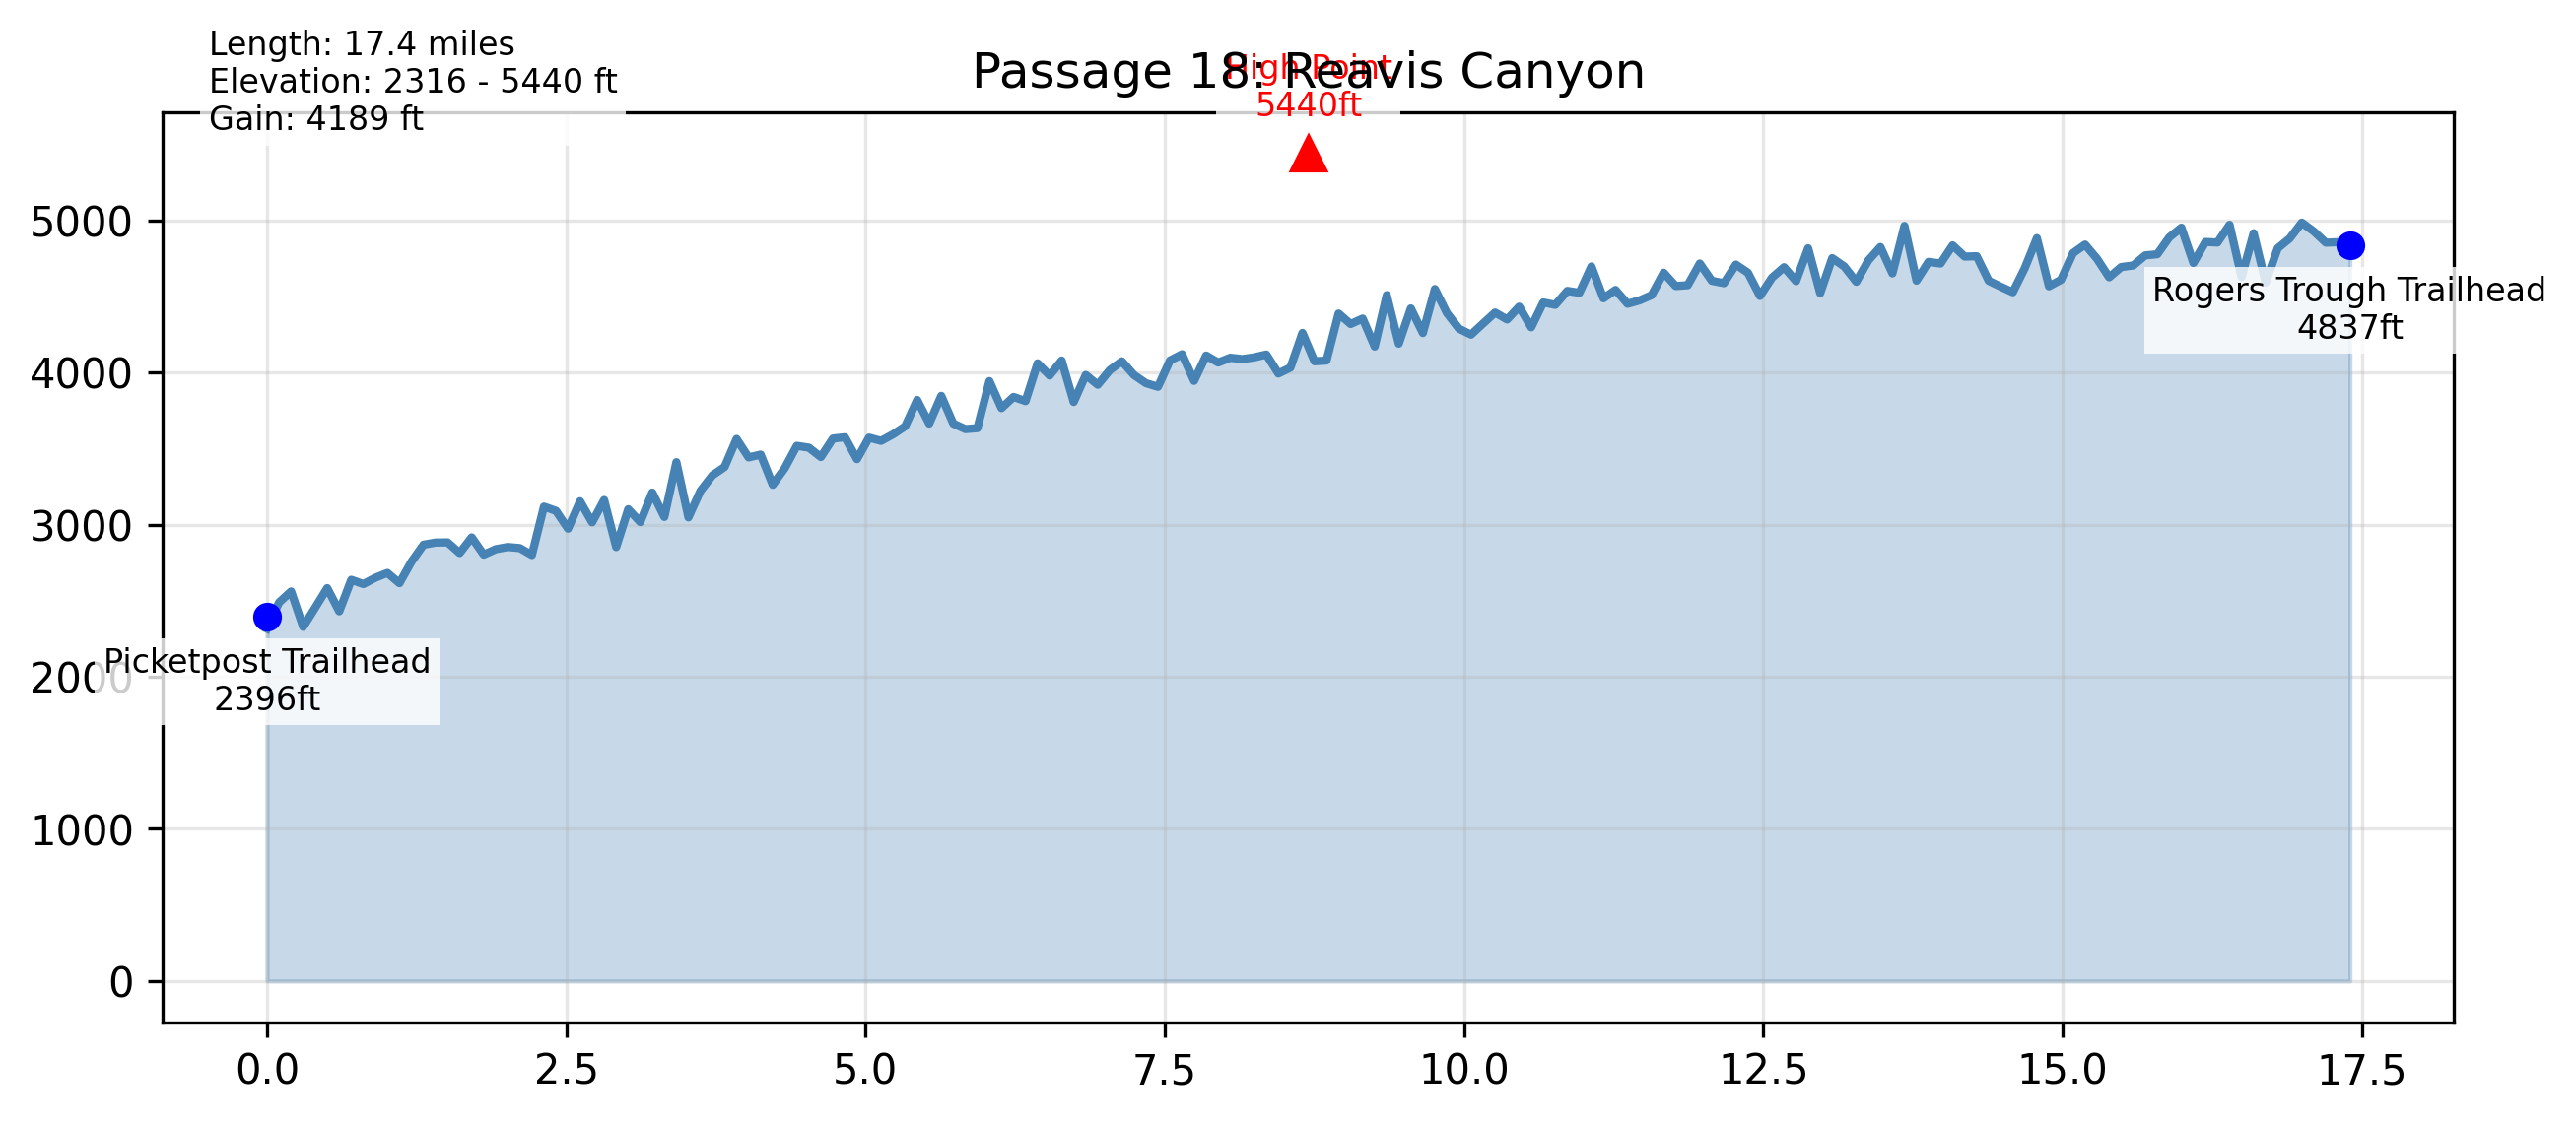 Length: 17.4 miles
Elevation: 2316 - 5440 ft
Gain: 4189 ft
Passage 18: Reavis Canyon
High Point
5440ft
5000
4000
3000
2000
1000
0
Picketpost Trailhead
2396ft
Rogers Trough Trailhead
4837ft
0.0 2.5 5.0 7.5 10.0 12.5 15.0 17.5